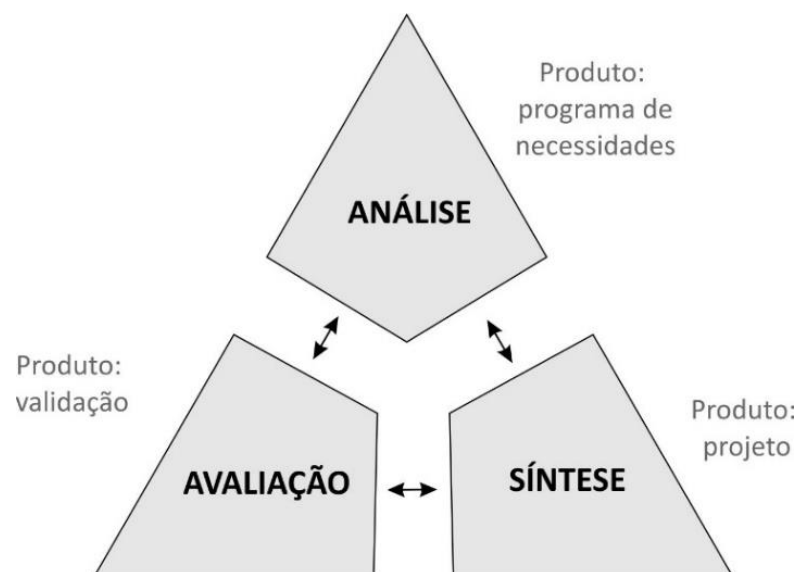 Produto:
programa de
necessidades
ANÁLISE
Produto:
validação
AVALIAÇÃO
SÍNTESE
Produto:
projeto